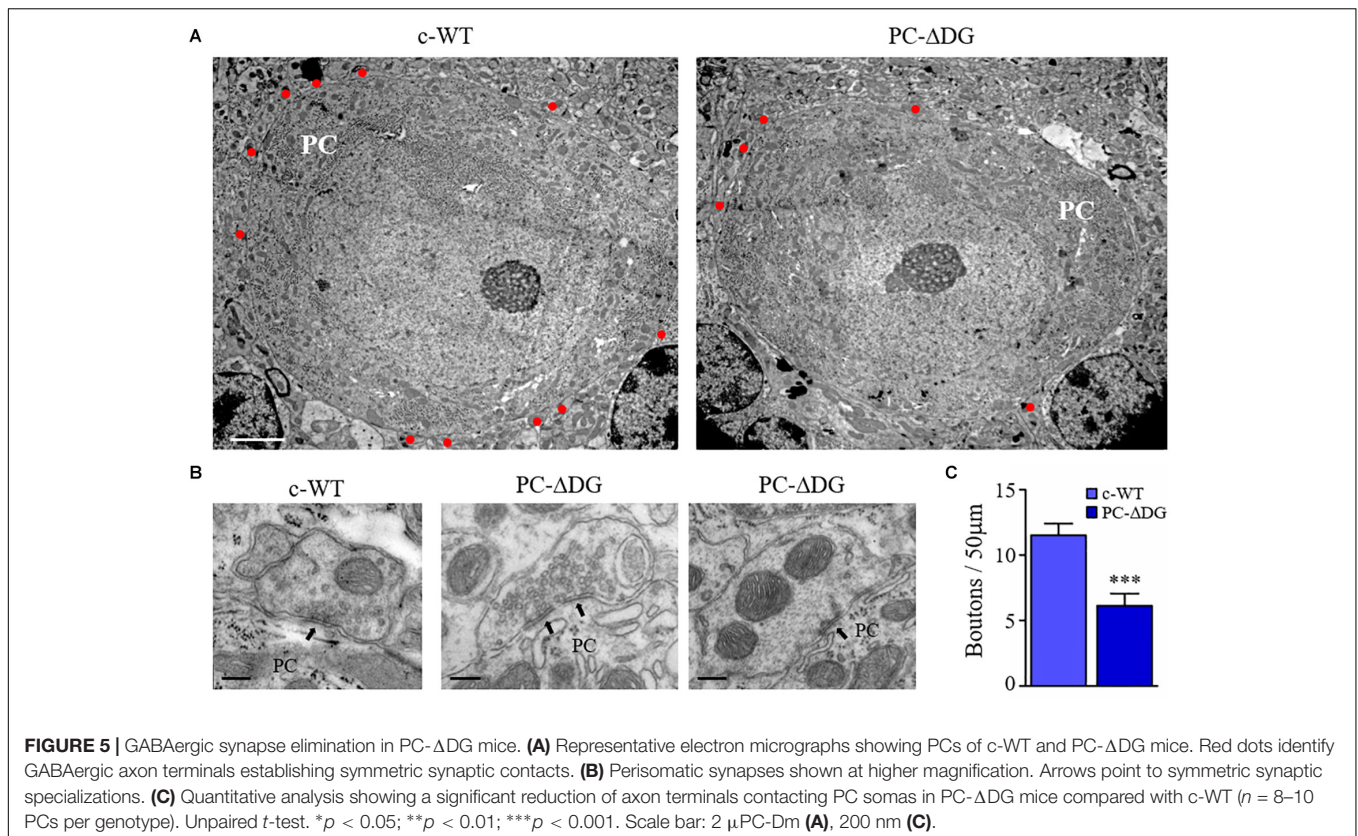 A
c-WT
PC-ΔDG
PC
PC
B
c-WT
PC-ΔDG
PC-ΔDG
PC
PC
PC
C
15
10
5
0
Boutons / 50μm
c-WT
PC-ΔDG
***
FIGURE 5 | GABAergic synapse elimination in PC-ΔDG mice. (A) Representative electron micrographs showing PCs of c-WT and PC-ΔDG mice. Red dots identify
GABAergic axon terminals establishing symmetric synaptic contacts. (B) Perisomatic synapses shown at higher magnification. Arrows point to symmetric synaptic
specializations. (C) Quantitative analysis showing a significant reduction of axon terminals contacting PC somas in PC-ΔDG mice compared with c-WT (n = 8–10
PCs per genotype). Unpaired t-test. *p < 0.05; **p < 0.01; ***p < 0.001. Scale bar: 2 μPC-Dm (A), 200 nm (C).